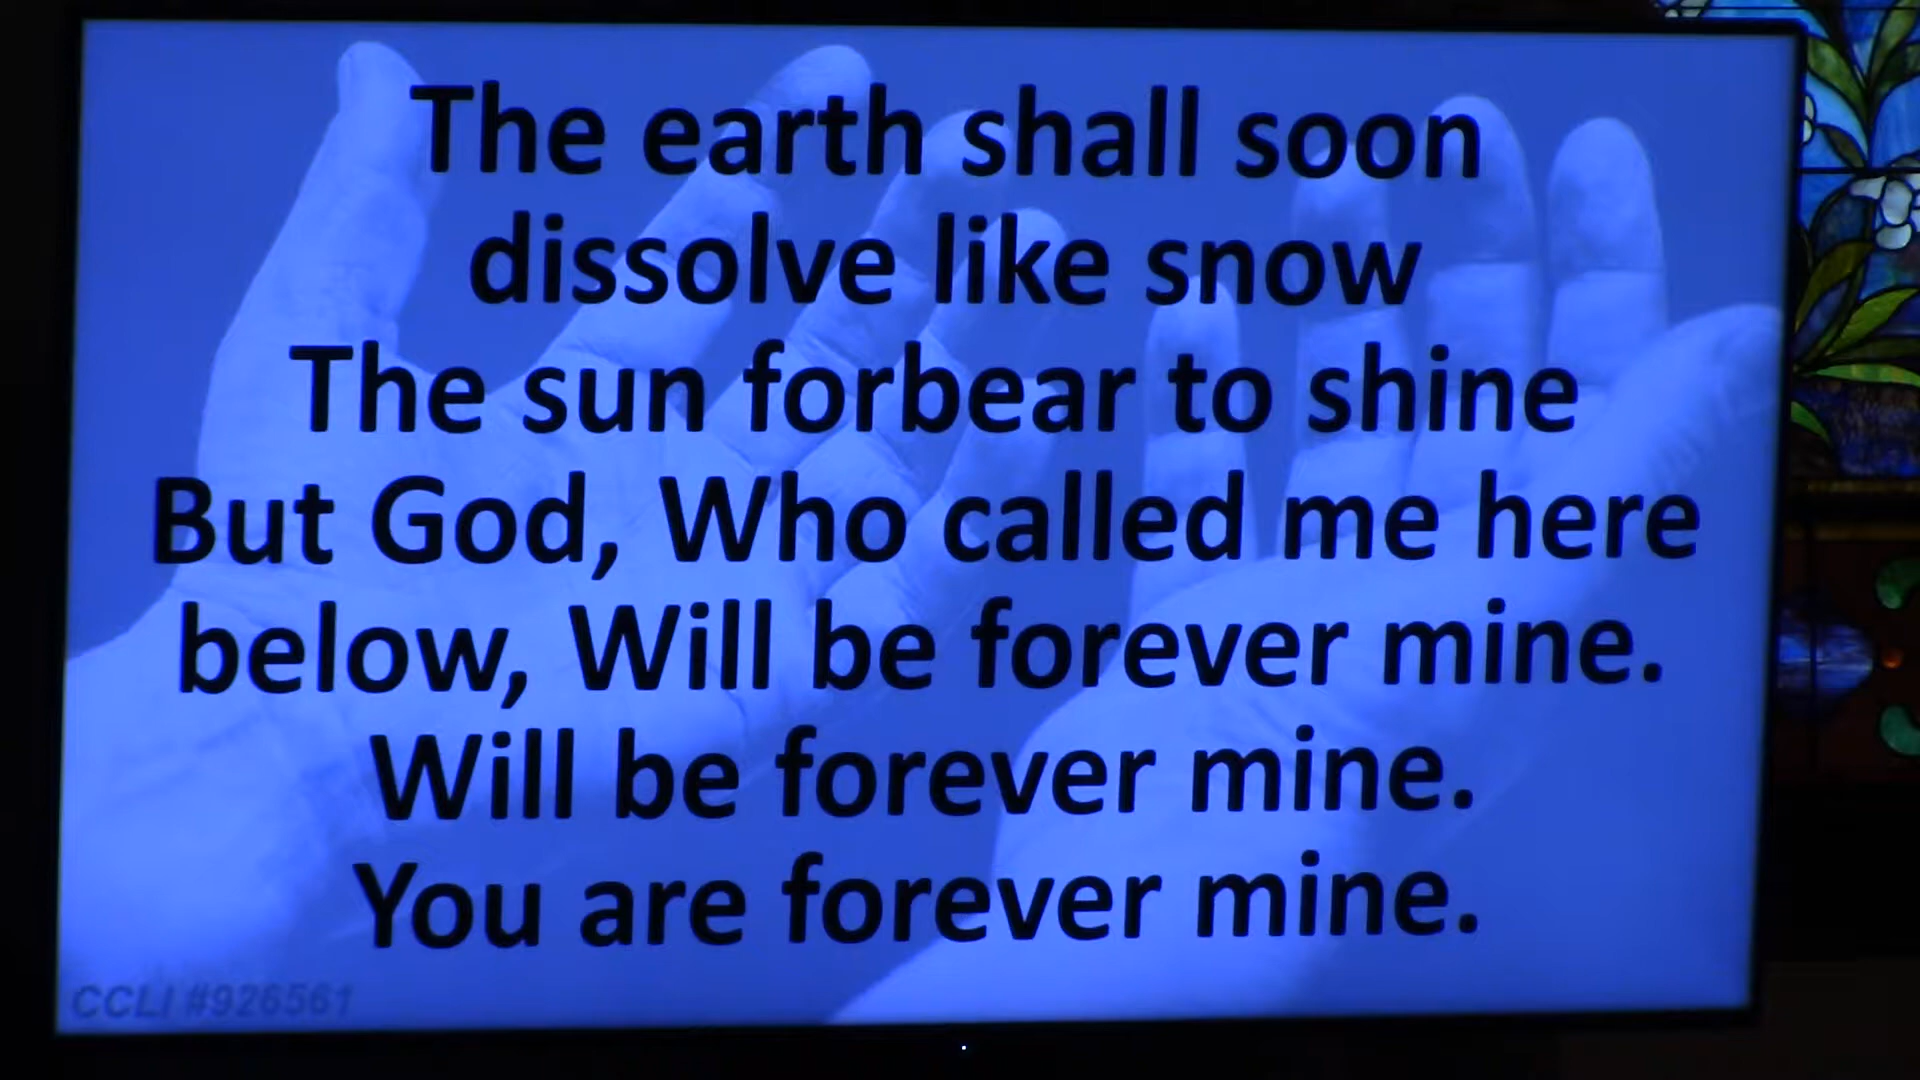 The earth shall soon
dissolve like snow
The sun forbear to shine
But God, Who called me here
below, Will be forever mine.
Will be forever mine.
You are forever mine.
CCLI #926561